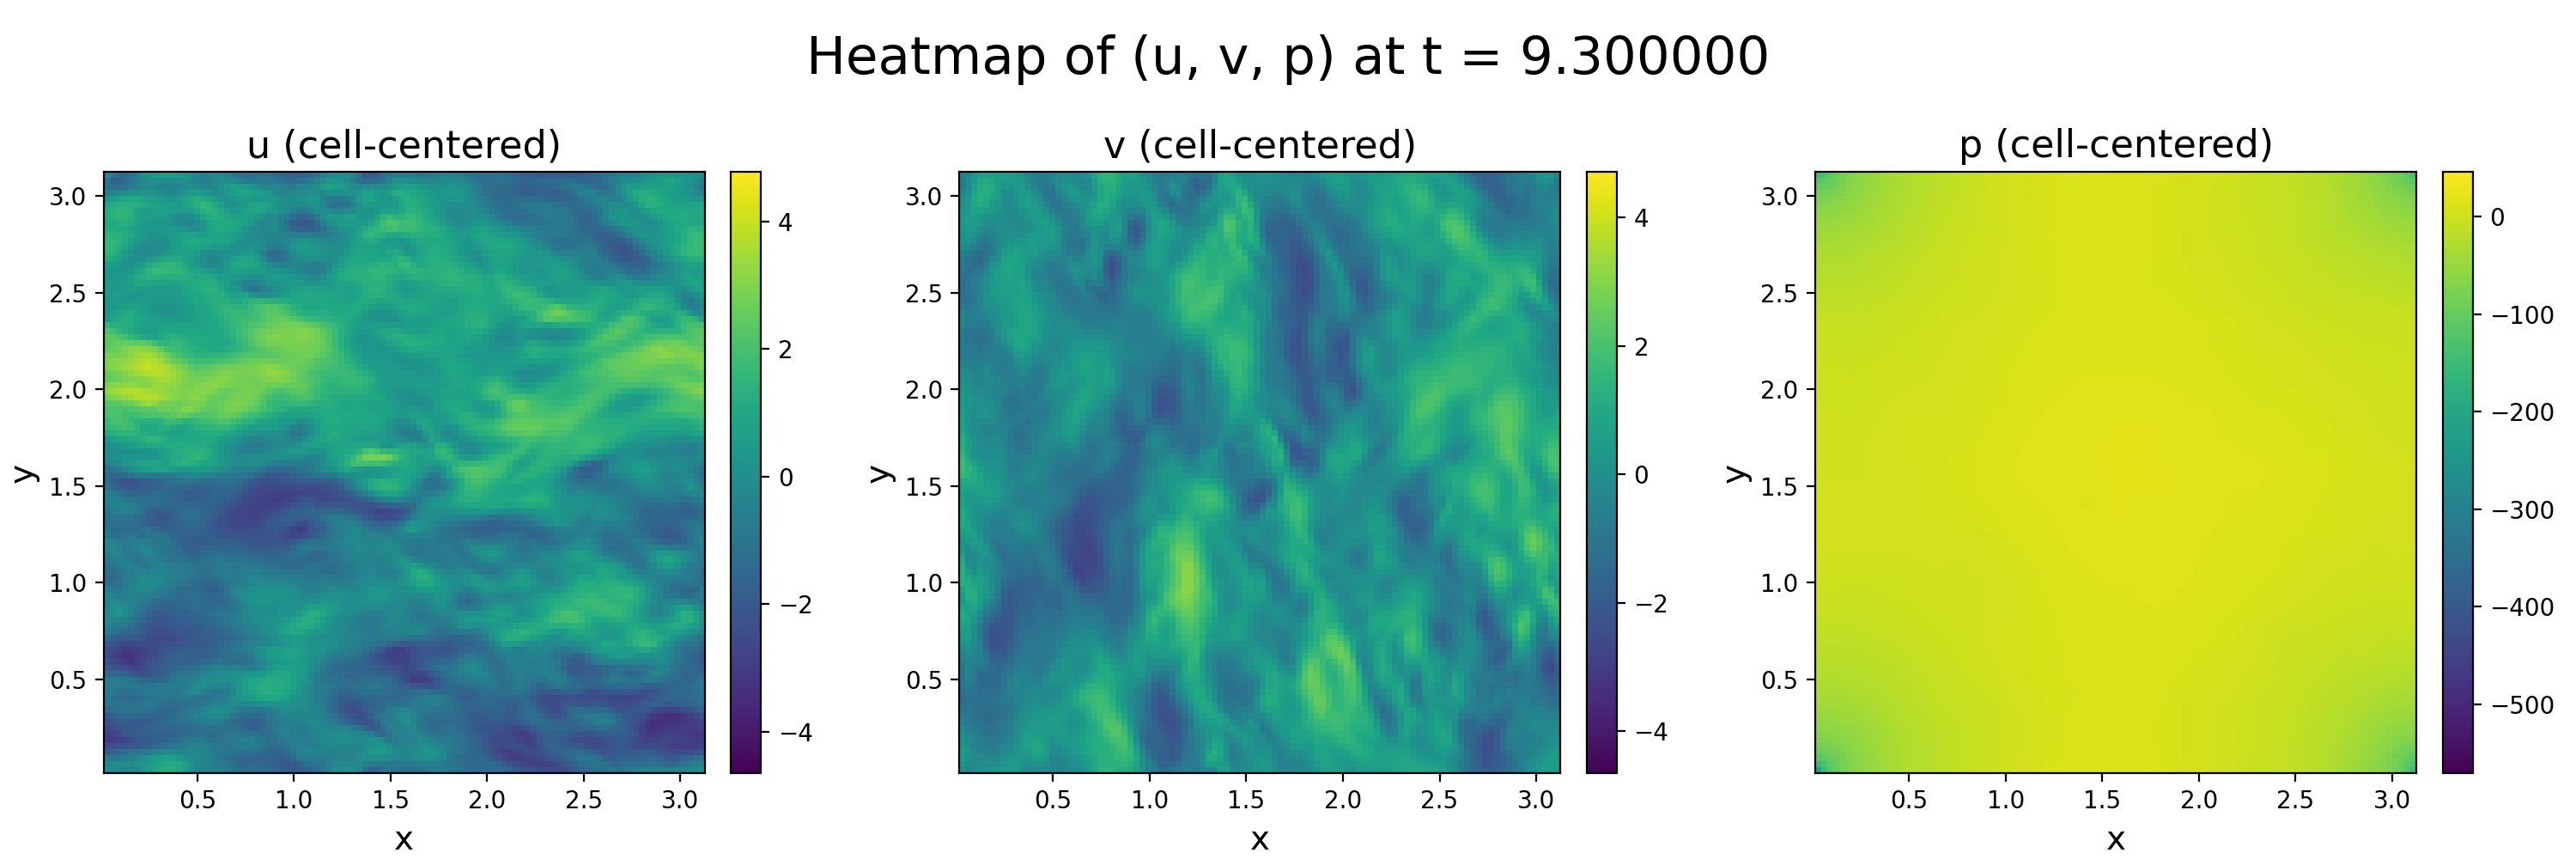 Heatmap of (u, v, p) at t = 9.300000
u (cell-centered)
v (cell-centered)
p (cell-centered)
y
3.0
2.5
2.0
1.5
1.0
0.5
0.5 1.0 1.5 2.0 2.5 3.0
x
4
2
0
−2
−4
y
3.0
2.5
2.0
1.5
1.0
0.5
0.5 1.0 1.5 2.0 2.5 3.0
x
4
2
0
−2
−4
y
3.0
2.5
2.0
1.5
1.0
0.5
0.5 1.0 1.5 2.0 2.5 3.0
x
0
−100
−200
−300
−400
−500